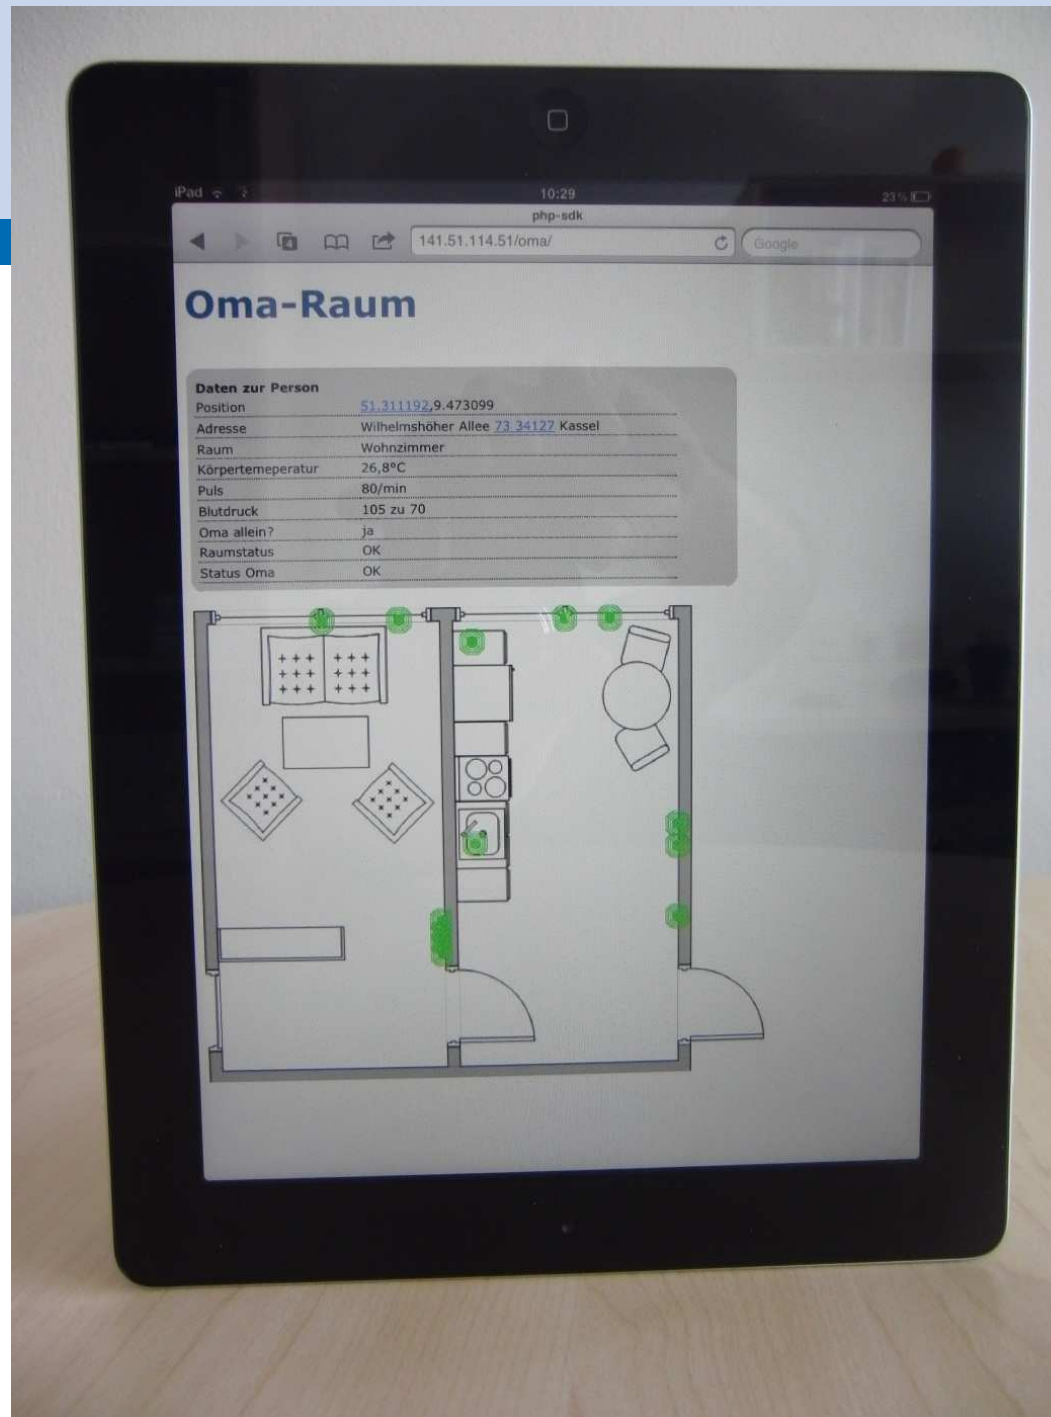 iPad 10:29 23%
php-sdk
141.51.114.51/oma/ Google
Oma-Raum
Daten zur Person
Position 51.311192,9.473099
Adresse Wilhelmshöher Allee 73 34127 Kassel
Raum Wohnzimmer
Körpertemeperatur 26,8°C
Puls 80/min
Blutdruck 105 zu 70
Oma allein? ja
Raumstatus OK
Status Oma OK